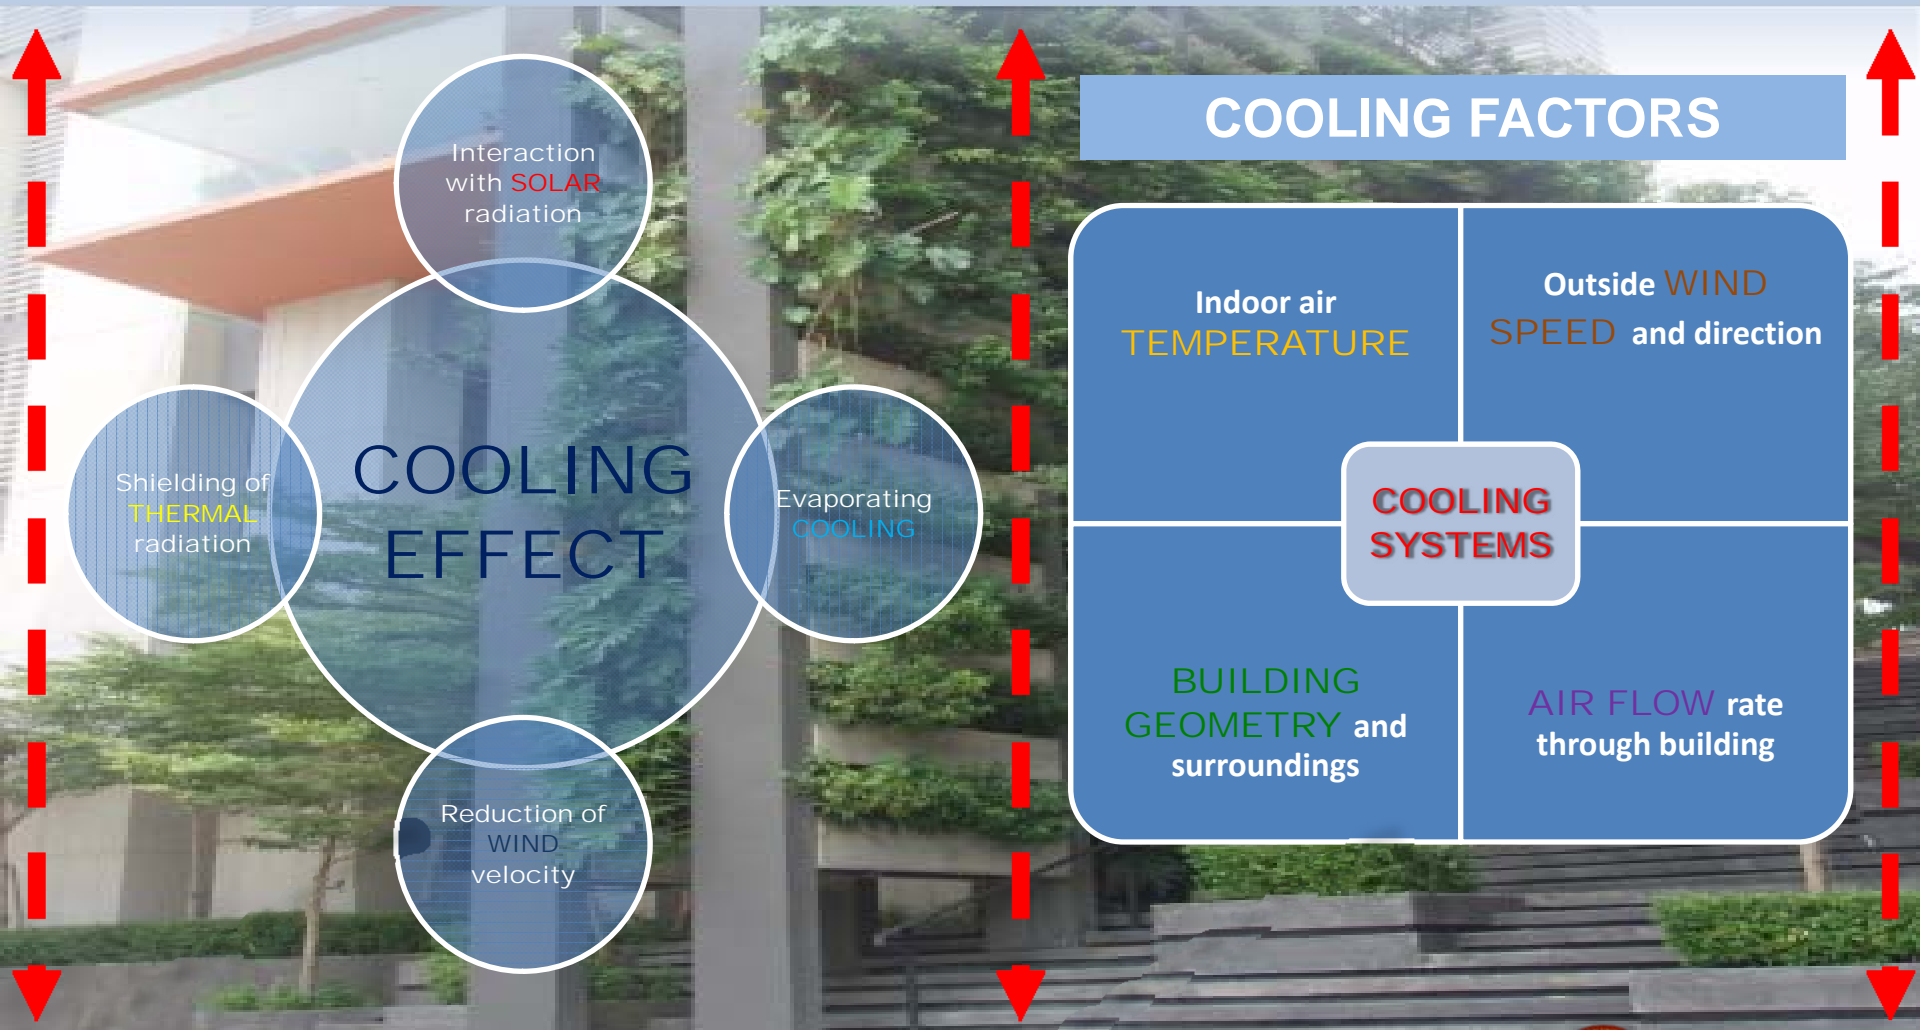 Interaction
with SOLAR
radiation
Shielding of
THERMAL
radiation
COOLING
EFFECT
Evaporating
COOLING
Reduction of
WIND
velocity
COOLING FACTORS
Indoor air
TEMPERATURE
Outside WIND
SPEED and direction
COOLING
SYSTEMS
BUILDING
GEOMETRY and
surroundings
AIR FLOW rate
through building